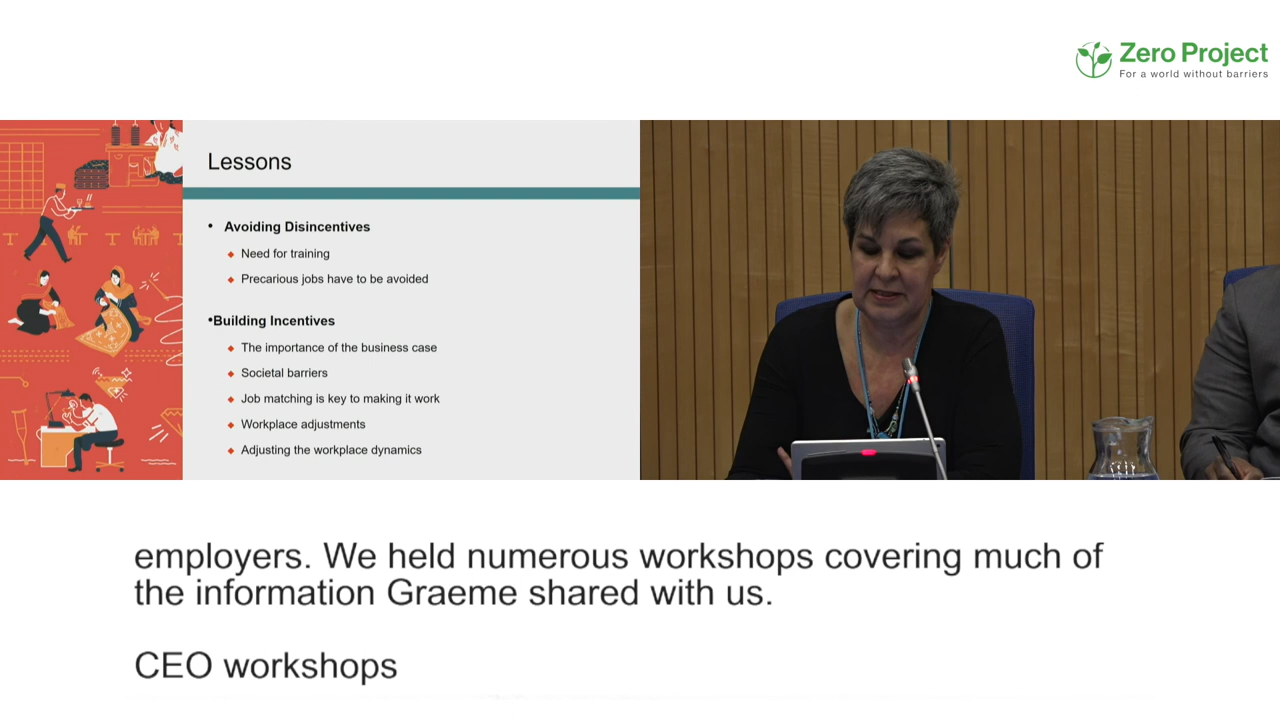 Zero Project
For a world without barriers
Lessons
• Avoiding Disincentives
◆ Need for training
◆ Precarious jobs have to be avoided
•Building Incentives
◆ The importance of the business case
◆ Societal barriers
◆ Job matching is key to making it work
◆ Workplace adjustments
◆ Adjusting the workplace dynamics
employers. We held numerous workshops covering much of
the information Graeme shared with us.
CEO workshops